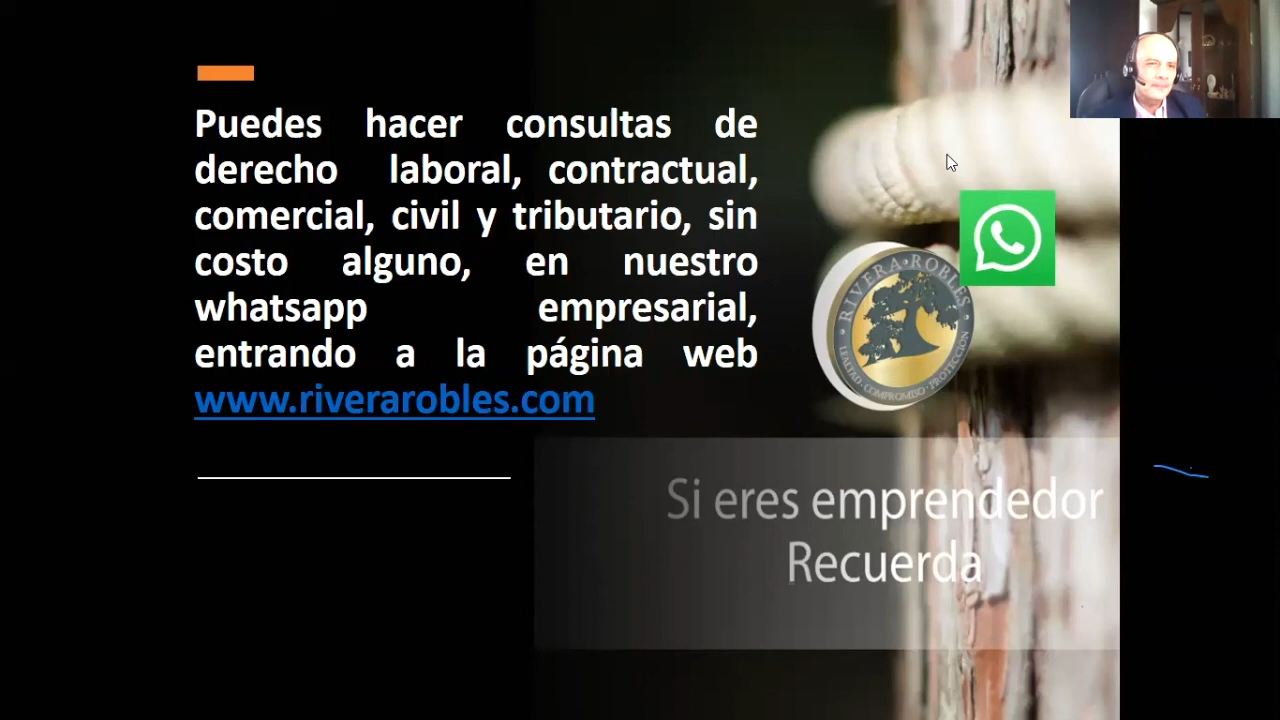 Puedes hacer consultas de
derecho laboral, contractual,
comercial, civil y tributario, sin
costo alguno, en nuestro
whatsapp empresarial,
entrando a la página web
www.riverarobles.com
RIVERA•ROBLES
LEALTAD • COMPROMISO • PROTECCIÓN
Si eres emprendedor
Recuerda